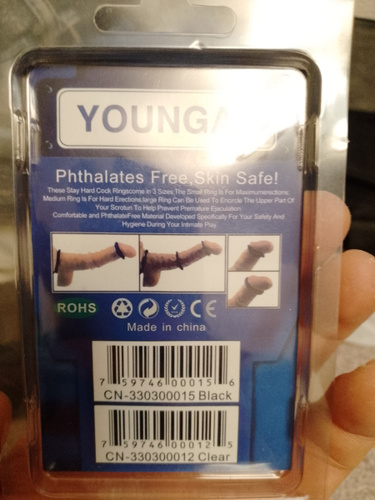 YOUNGA
Phthalates Free,Skin Safe!
These Stay Hard Cock Ringscoms In 3 Sizes,The Small Ring Is For Maximumerections;
Medium Ring Is For Hard Erections,large Ring Can Be Used To Encircle The Upper Part Of
Your Scrotun.To Help Prevent Premature Ejaculation:
Comfortable and PhthalateFree Material Developed Specifically For Your Safety And
Hygiene During Your Intimate Play.
ROHS CE
Made in china
7 59746 00015 6
CN-330300015 Black
7 59746 00012 5
CN-330300012 Clear